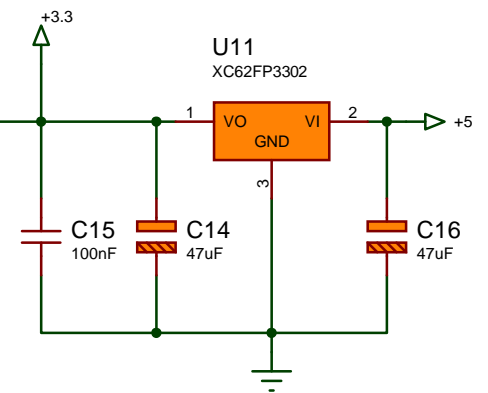 +3.3
U11
XC62FP3302
1
VO
VI
2
+5
GND
3
C15
100nF
C14
47uF
C16
47uF